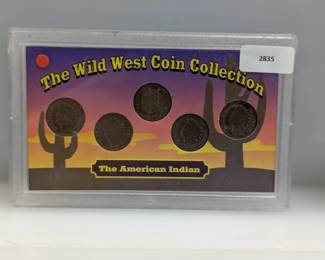 2835
The Wild West Coin Collection
The American Indian